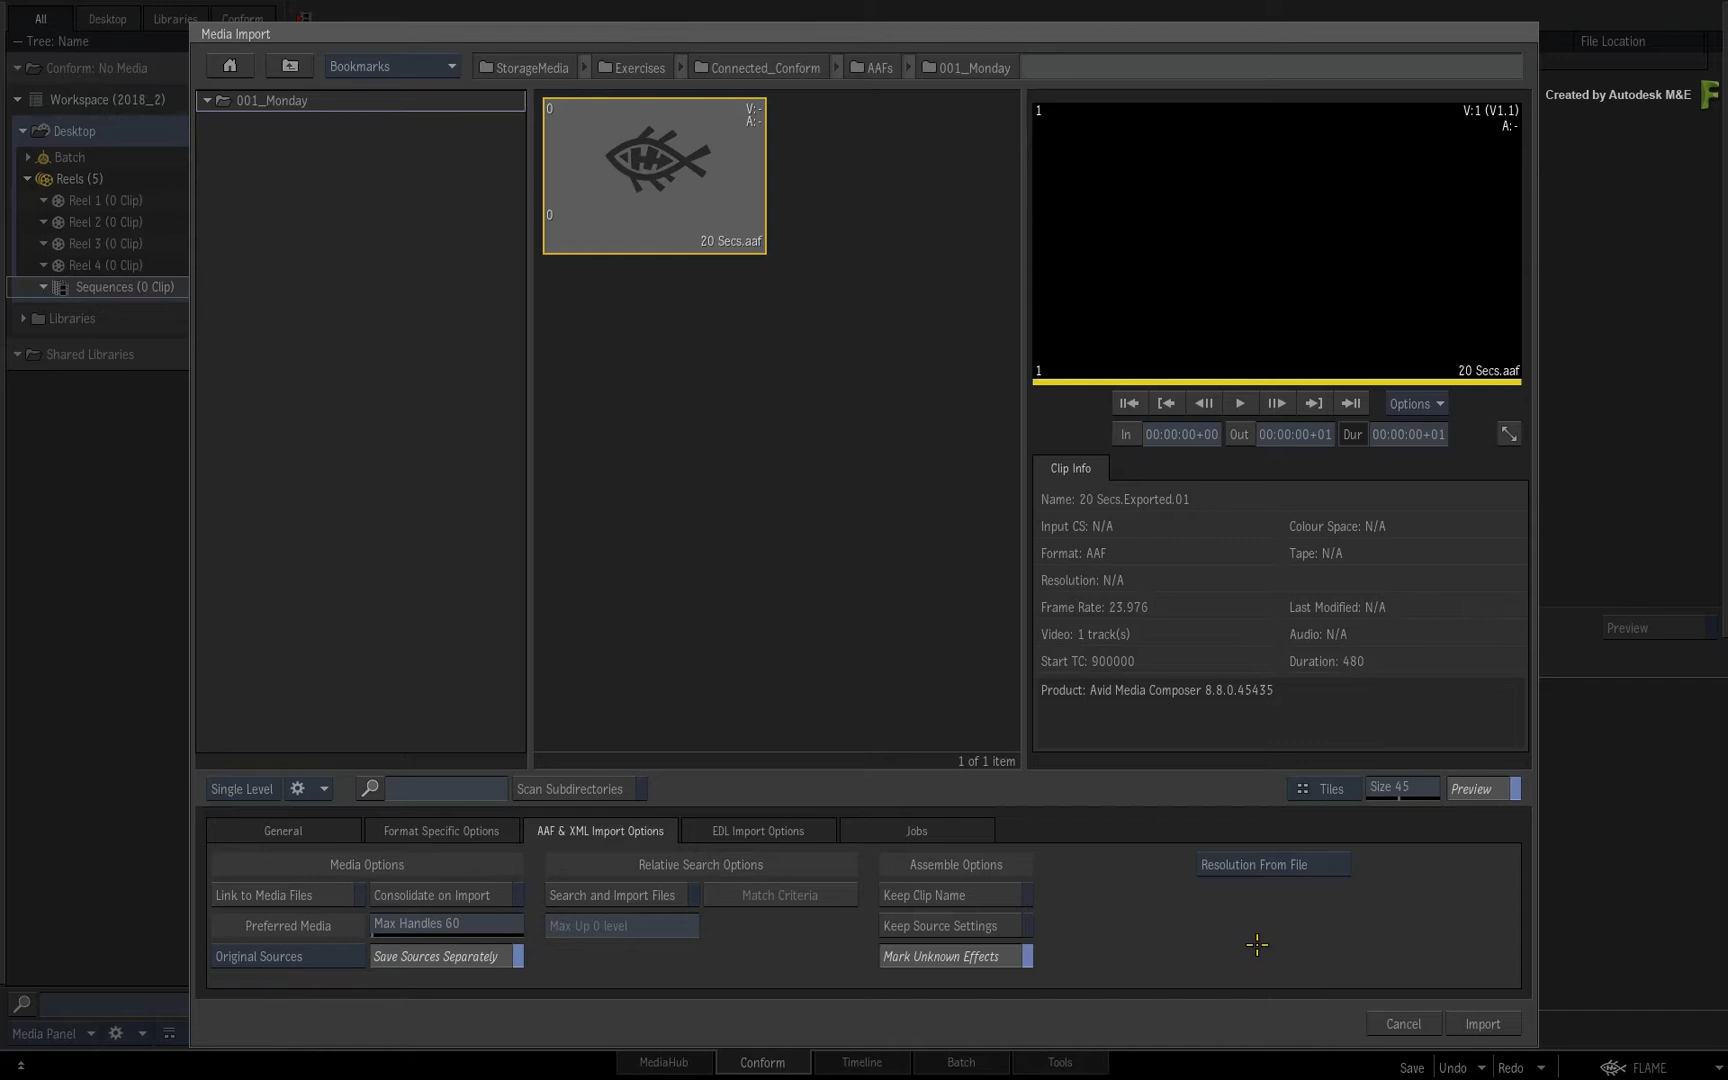 All Desktop Libraries Conform
Media Import
Tree: Name
File Location
Conform: No Media
Bookmarks
StorageMedia Exercises Connected_Conform AAFs 001_Monday
Created by Autodesk M&E
Workspace (2018_2)
001_Monday
Desktop
Batch
Reels (5)
Reel 1 (0 Clip)
Reel 2 (0 Clip)
Reel 3 (0 Clip)
Reel 4 (0 Clip)
Sequences (0 Clip)
Libraries
Shared Libraries
0
V:-
A:-
0
20 Secs.aaf
1
V:1 (V1.1)
A:-
1
20 Secs.aaf
Options
In 00:00:00+00 Out 00:00:00+01 Dur 00:00:00+01
Clip Info
Name: 20 Secs.Exported.01
Input CS: N/A Colour Space: N/A
Format: AAF Tape: N/A
Resolution: N/A
Frame Rate: 23.976 Last Modified: N/A
Video: 1 track(s) Audio: N/A
Start TC: 900000 Duration: 480
Product: Avid Media Composer 8.8.0.45435
Preview
1 of 1 item
Single Level Scan Subdirectories Tiles Size 45 Preview
General Format Specific Options AAF & XML Import Options EDL Import Options Jobs
Media Options Relative Search Options Assemble Options Resolution From File
Link to Media Files Consolidate on Import Search and Import Files Match Criteria Keep Clip Name
Preferred Media Max Handles 60 Max Up 0 level Keep Source Settings
Original Sources Save Sources Separately Mark Unknown Effects
Cancel Import
Media Panel
MediaHub Conform Timeline Batch Tools
Save Undo Redo FLAME